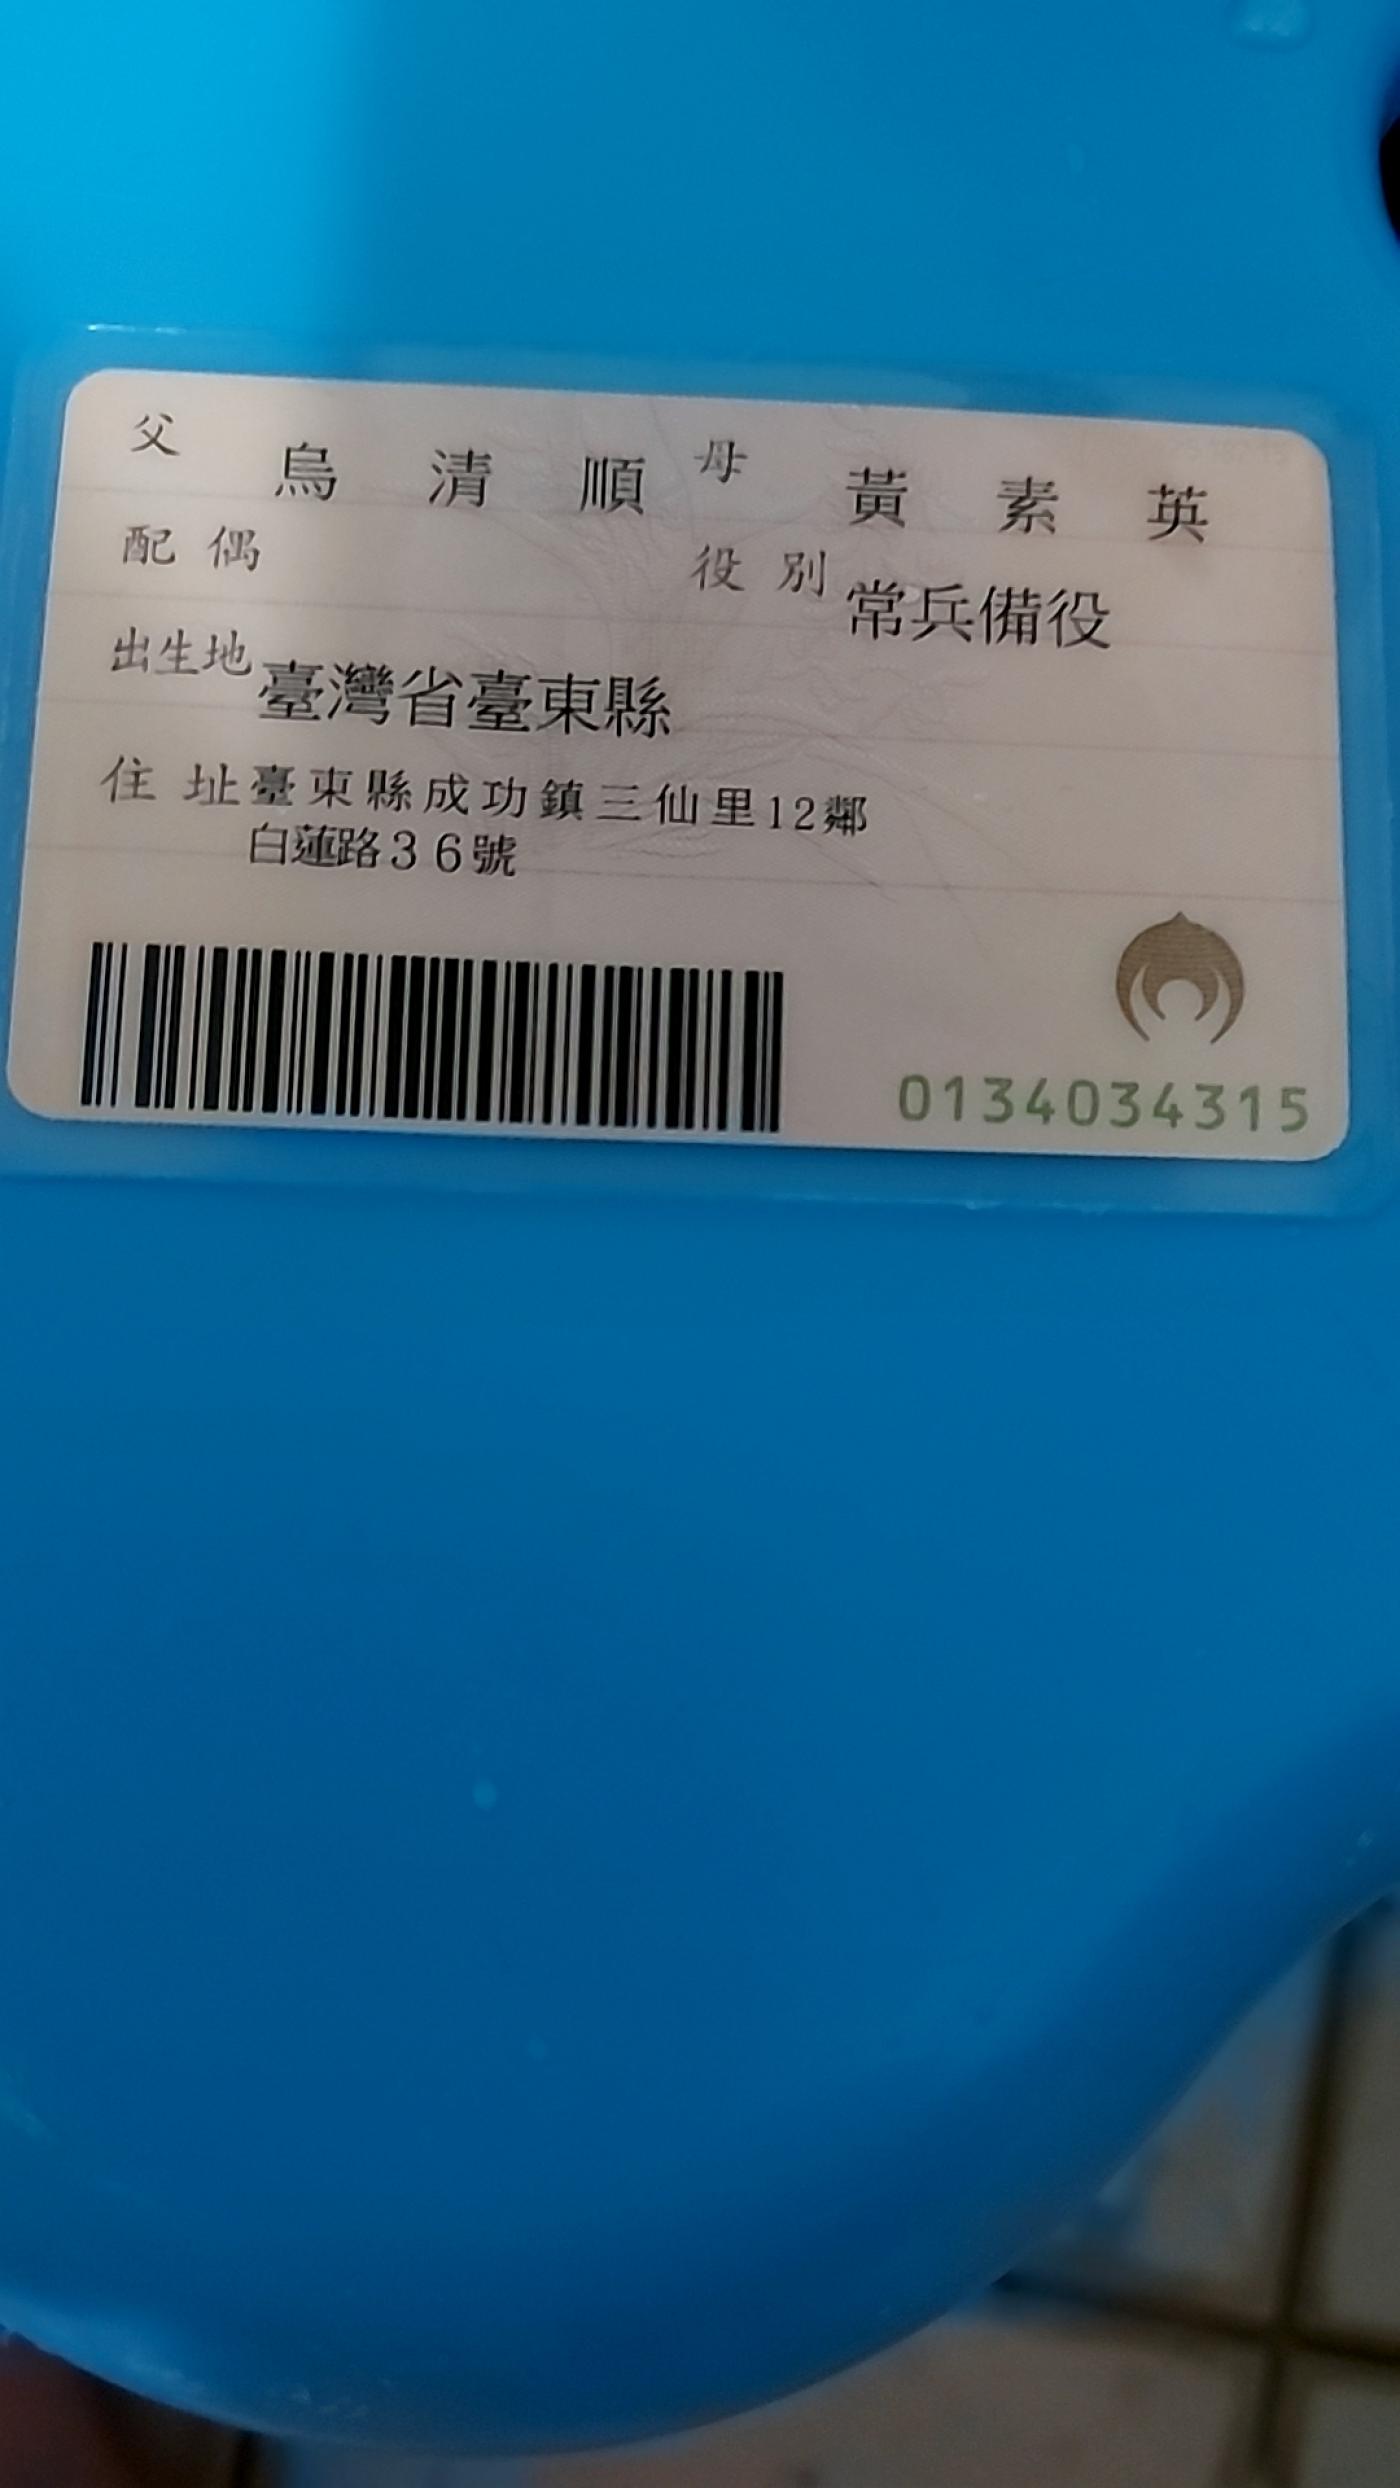 父 烏清順 母 黃素英
配偶 役別 常兵備役
出生地 臺灣省臺東縣
住址 臺東縣成功鎮三仙里12鄰
白蓮路36號
0134034315